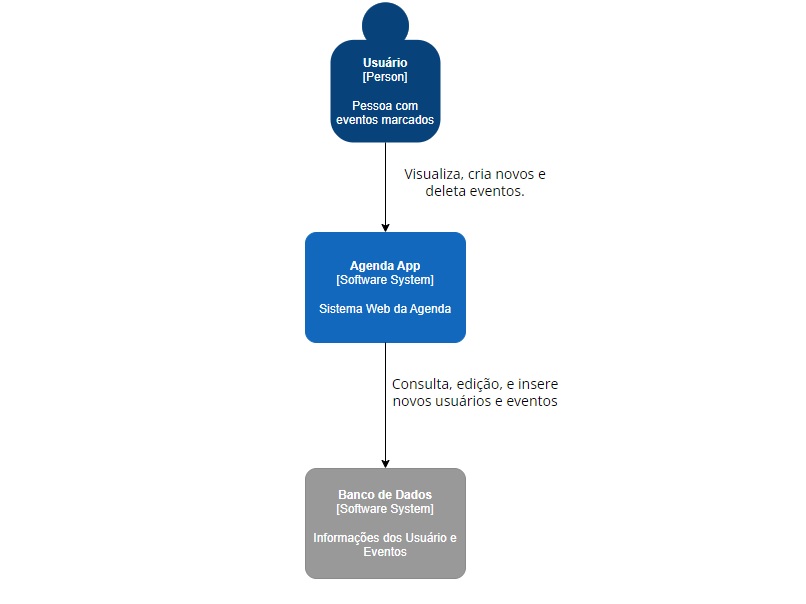 Usuário
[Person]
Pessoa com
eventos marcados
Visualiza, cria novos e
deleta eventos.
Agenda App
[Software System]
Sistema Web da Agenda
Consulta, edição, e insere
novos usuários e eventos
Banco de Dados
[Software System]
Informações dos Usuário e
Eventos